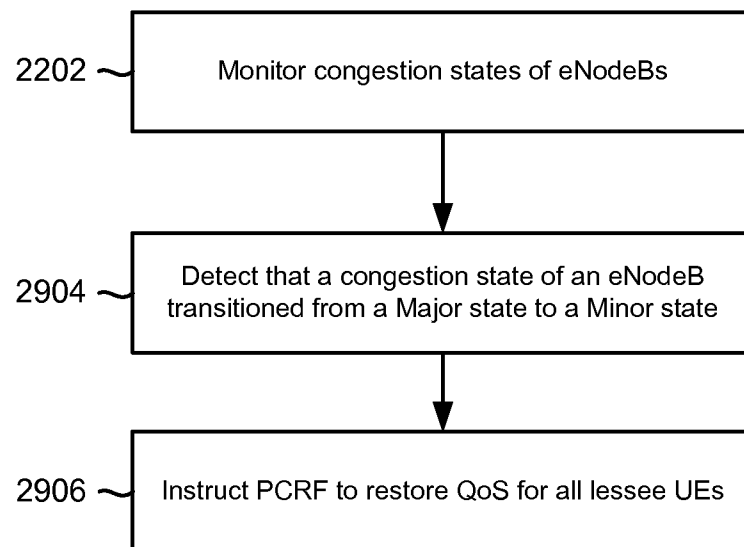 2202
Monitor congestion states of eNodeBs
2904
Detect that a congestion state of an eNodeB
transitioned from a Major state to a Minor state
2906
Instruct PCRF to restore QoS for all lessee UEs